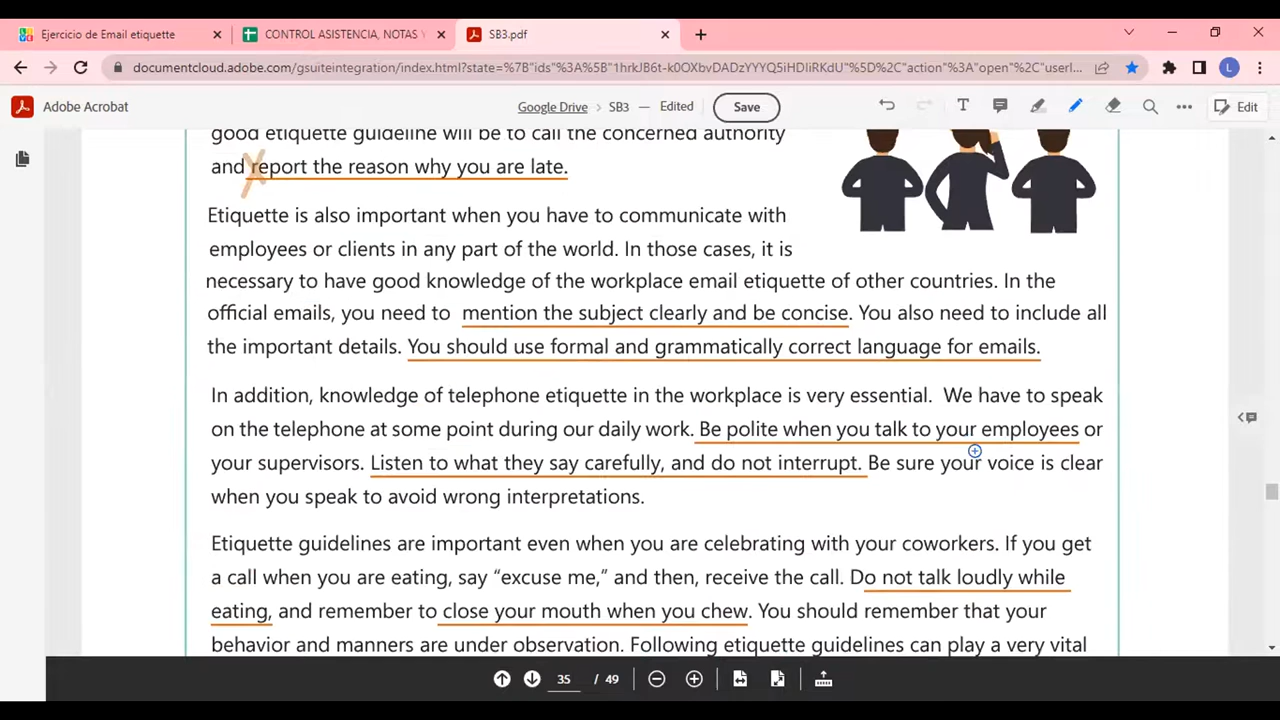 Ejercicio de Email etiquette
CONTROL ASISTENCIA, NOTAS
SB3.pdf
documentcloud.adobe.com/gsuiteintegration/index.html?state=%7B"ids"%3A%5B"1hrkJB6t-k0OXbvDADzYYYQ5iHDIiRKdU"%5D%2C"action"%3A"open"%2C"userI...
Adobe Acrobat
Google Drive > SB3 — Edited
Save
Edit
good etiquette guideline will be to call the concerned authority
and report the reason why you are late.
Etiquette is also important when you have to communicate with
employees or clients in any part of the world. In those cases, it is
necessary to have good knowledge of the workplace email etiquette of other countries. In the
official emails, you need to mention the subject clearly and be concise. You also need to include all
the important details. You should use formal and grammatically correct language for emails.
In addition, knowledge of telephone etiquette in the workplace is very essential. We have to speak
on the telephone at some point during our daily work. Be polite when you talk to your employees or
your supervisors. Listen to what they say carefully, and do not interrupt. Be sure your voice is clear
when you speak to avoid wrong interpretations.
Etiquette guidelines are important even when you are celebrating with your coworkers. If you get
a call when you are eating, say “excuse me,” and then, receive the call. Do not talk loudly while
eating, and remember to close your mouth when you chew. You should remember that your
behavior and manners are under observation. Following etiquette guidelines can play a very vital
35 / 49